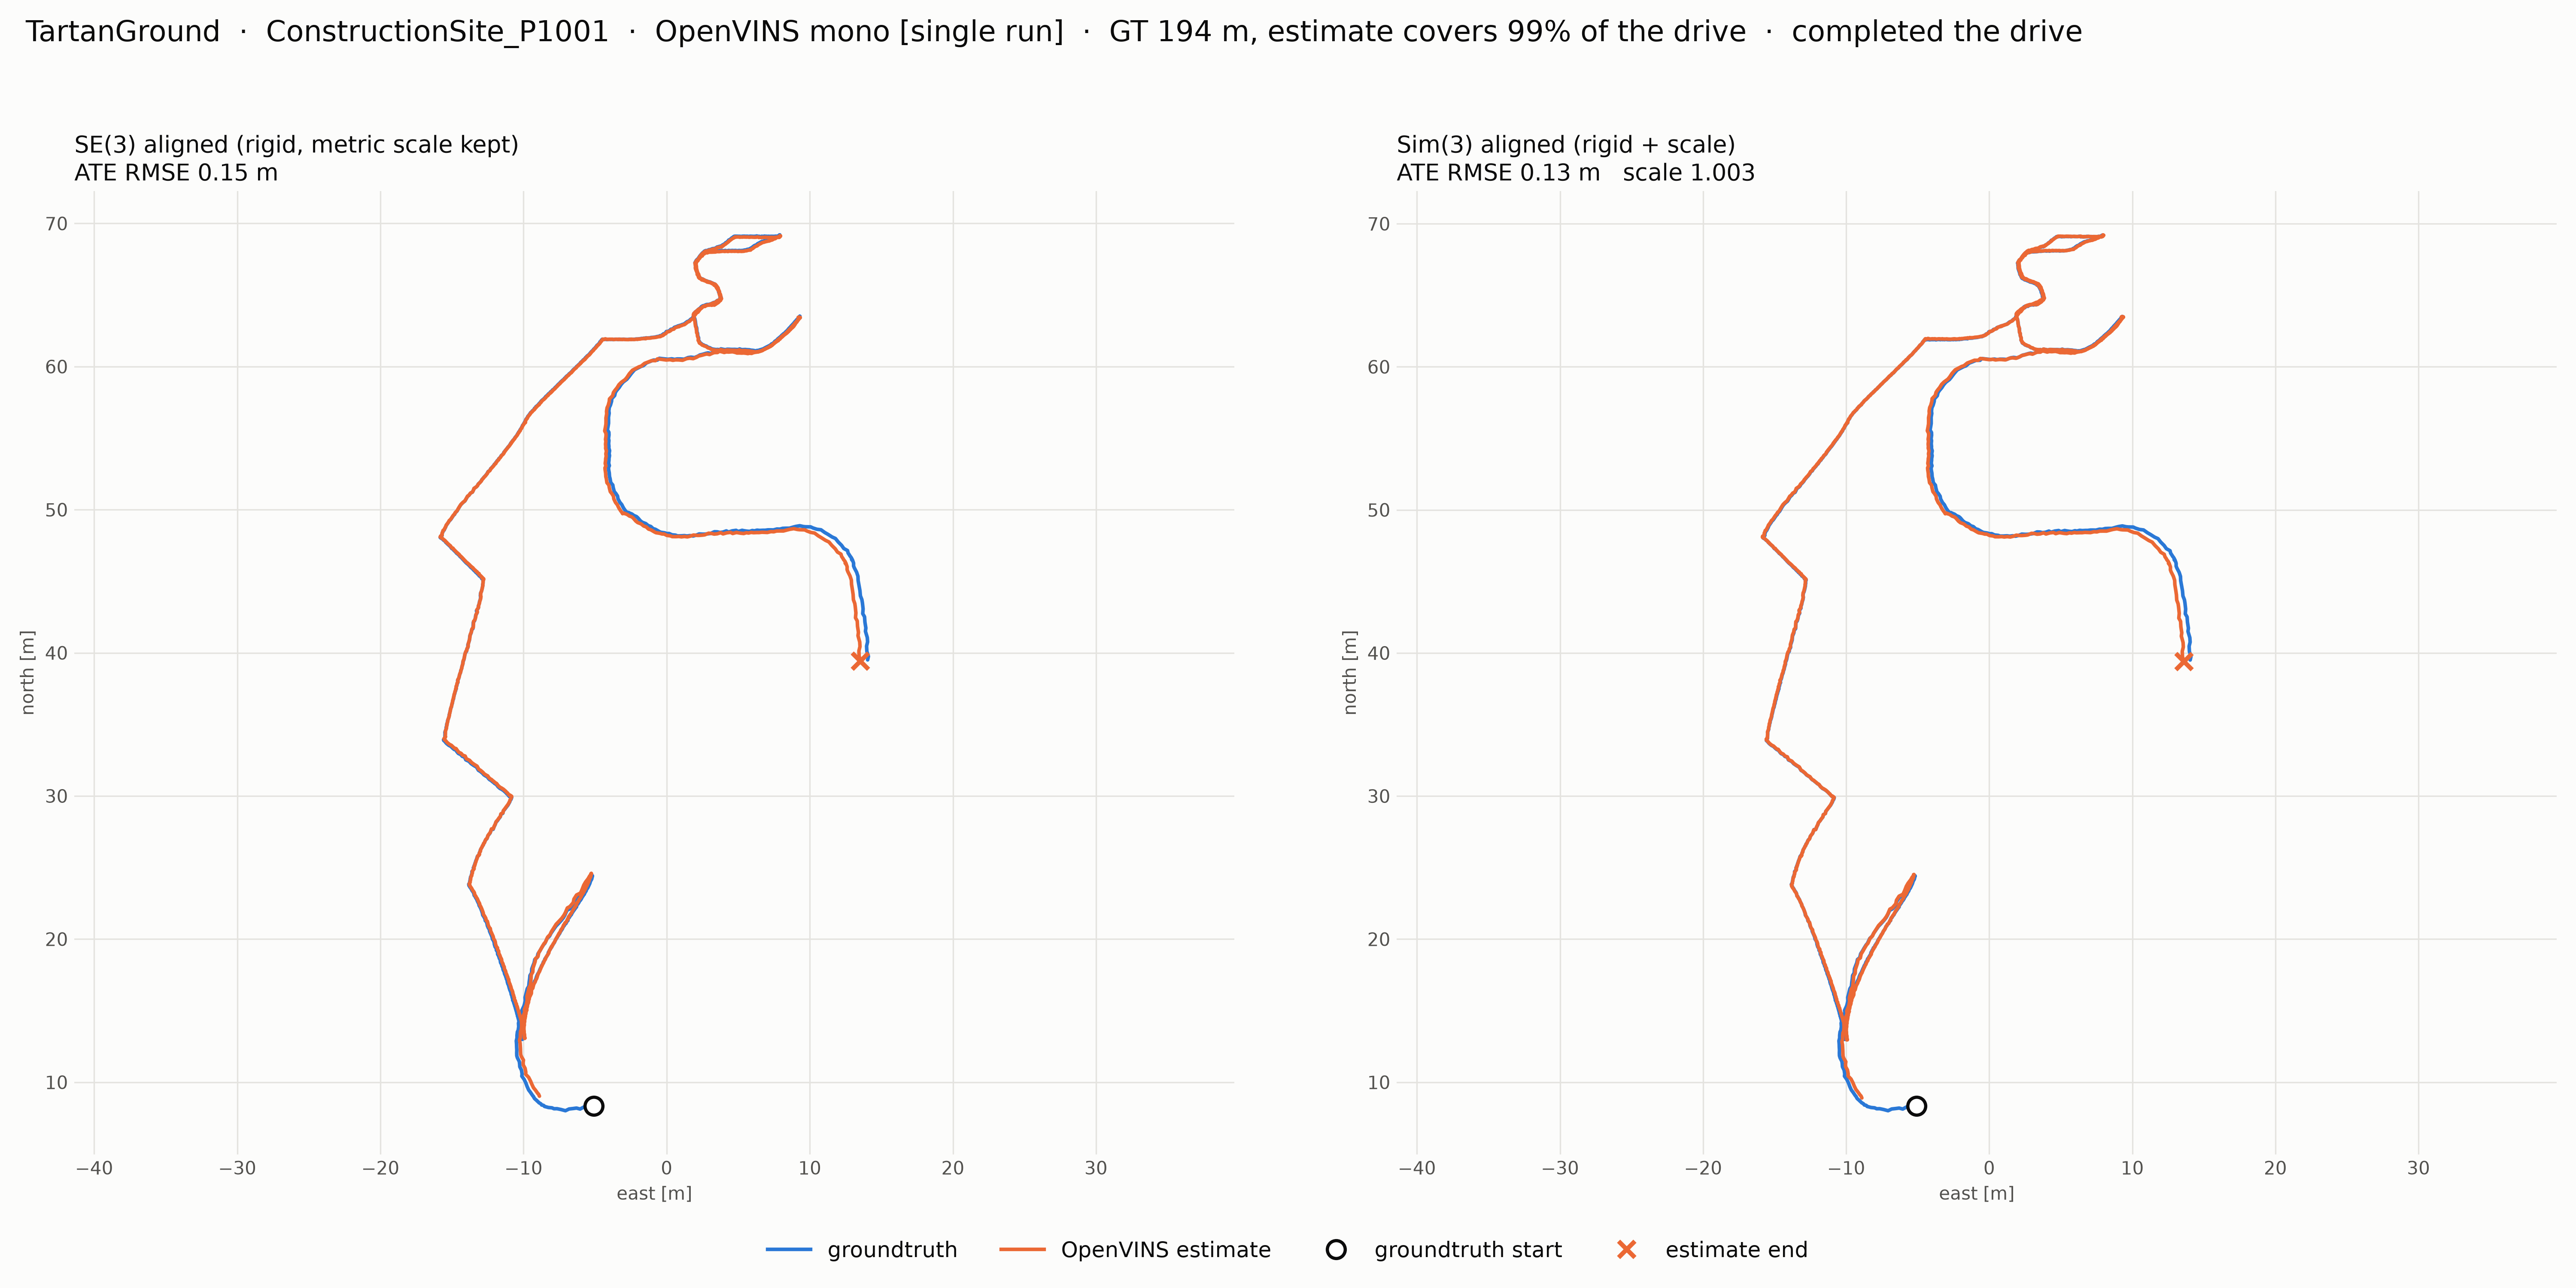 TartanGround · ConstructionSite_P1001 · OpenVINS mono [single run] · GT 194 m, estimate covers 99% of the drive · completed the drive
SE(3) aligned (rigid, metric scale kept)
ATE RMSE 0.15 m
70
60
50
40
30
20
10
north [m]
−40 −30 −20 −10 0 10 20 30
east [m]
Sim(3) aligned (rigid + scale)
ATE RMSE 0.13 m scale 1.003
70
60
50
40
30
20
10
north [m]
−40 −30 −20 −10 0 10 20 30
east [m]
groundtruth OpenVINS estimate groundtruth start estimate end